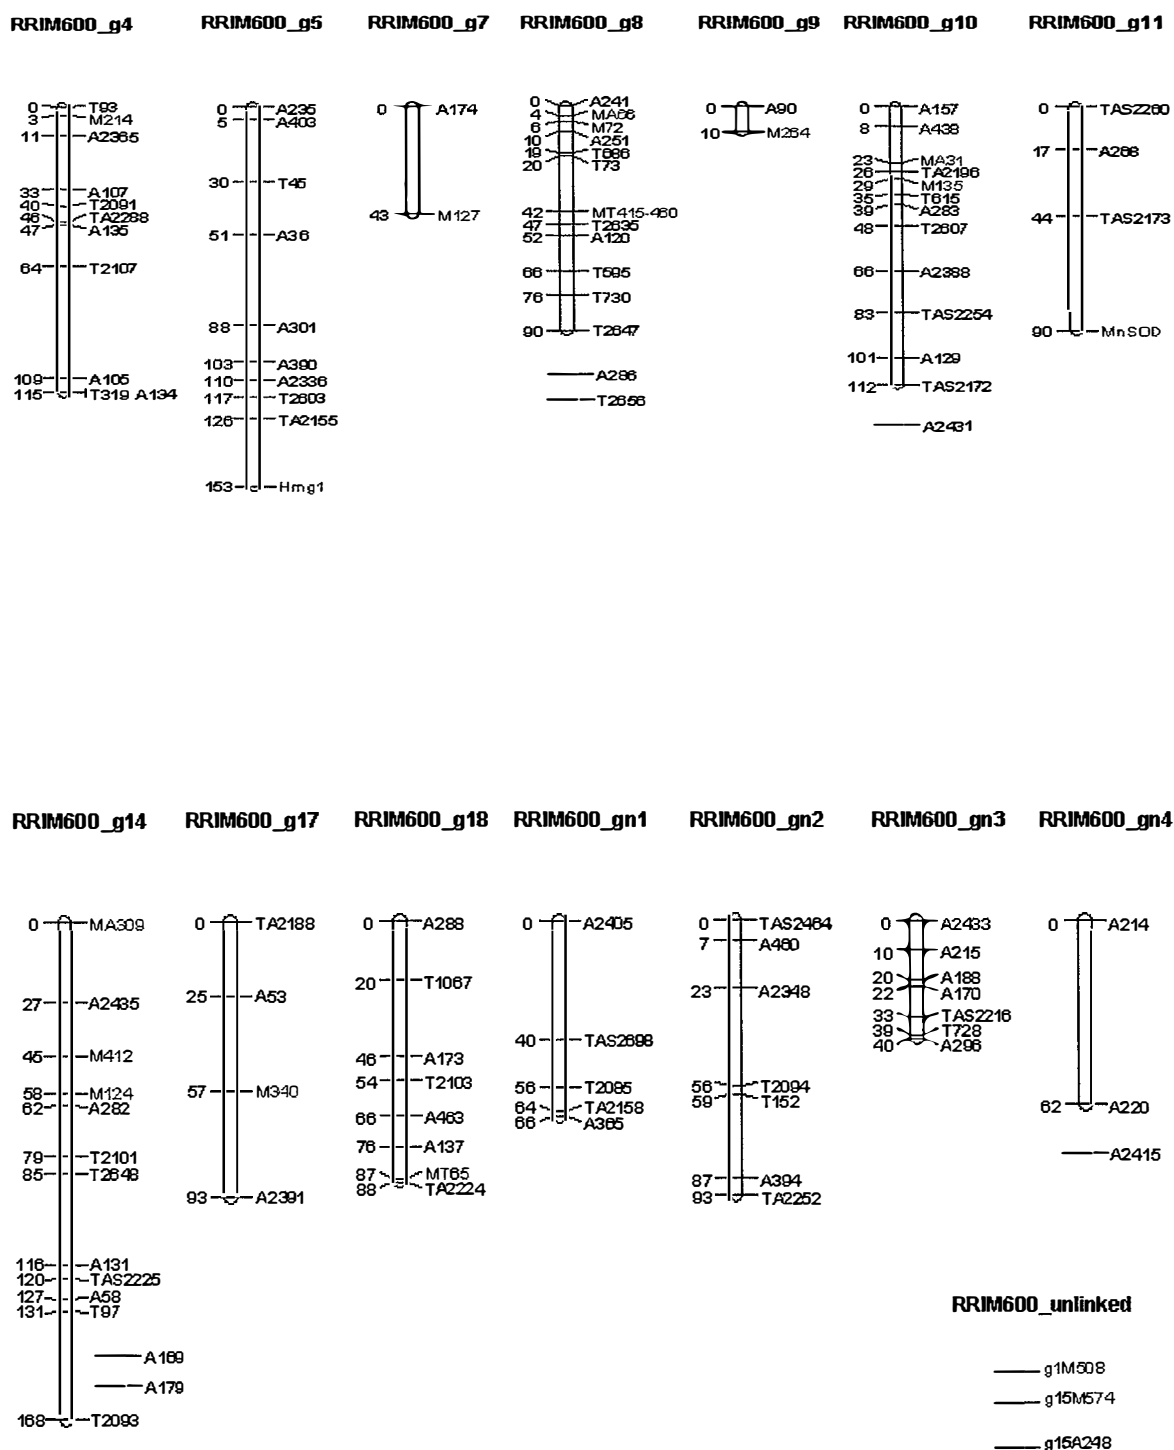 RRIM600_g4 RRIM600_g5 RRIM600_g7 RRIM600_g8 RRIM600_g9 RRIM600_g10 RRIM600_g11
0 T93
3 M214
11 A2365
33 A107
40 T2091
46 TA2288
47 A135
64 T2107
109 A105
115 T319 A134
0 A235
5 A403
30 T45
51 A36
88 A301
103 A390
110 A2336
117 T2603
126 TA2155
153 Hmg1
0 A174
43 M127
0 A241
4 MA66
6 M72
10 A251
19 T686
20 T73
42 MT415-460
47 T2635
52 A120
66 T595
76 T730
90 T2647
A286
T2656
0 A90
10 M264
0 A157
8 A438
23 MA31
26 TA2196
29 M135
35 T615
39 A283
48 T2607
66 A2388
83 TAS2254
101 A129
112 TAS2172
A2431
0 TAS2260
17 A266
44 TAS2173
90 MnSOD
RRIM600_g14 RRIM600_g17 RRIM600_g18 RRIM600_gn1 RRIM600_gn2 RRIM600_gn3 RRIM600_gn4
0 MA309
27 A2435
45 M412
58 M124
62 A282
79 T2101
85 T2648
116 A131
120 TAS2225
127 A58
131 T97
A169
A179
168 T2093
0 TA2188
25 A53
57 M340
93 A2391
0 A288
20 T1067
46 A173
54 T2103
66 A463
76 A137
87 MT65
88 TA2224
0 A2405
40 TAS2698
56 T2085
64 TA2158
66 A365
0 TAS2464
7 A460
23 A2348
56 T2094
59 T152
87 A394
93 TA2252
0 A2433
10 A215
20 A188
22 A170
33 TAS2216
39 T728
40 A296
0 A214
62 A220
A2415
RRIM600_unlinked
g1M508
g15M574
g15A248